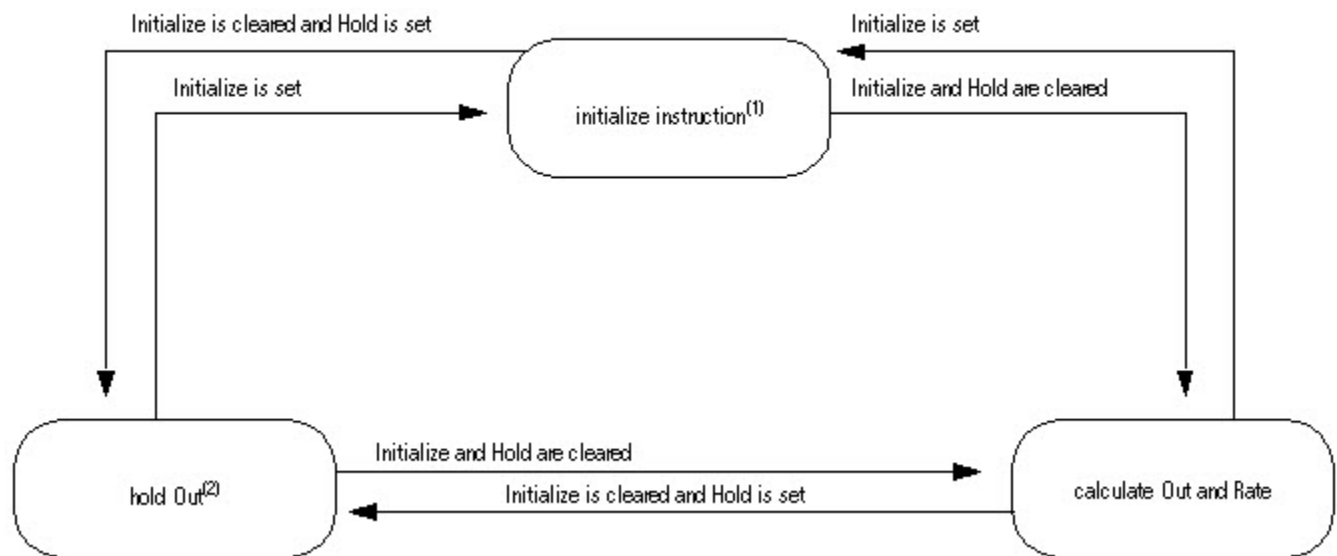 Initialize is cleared and Hold is set
Initialize is set
Initialize is set
Initialize and Hold are cleared
initialize instruction(1)
Initialize and Hold are cleared
hold Out(2)
Initialize is cleared and Hold is set
calculate Out and Rate